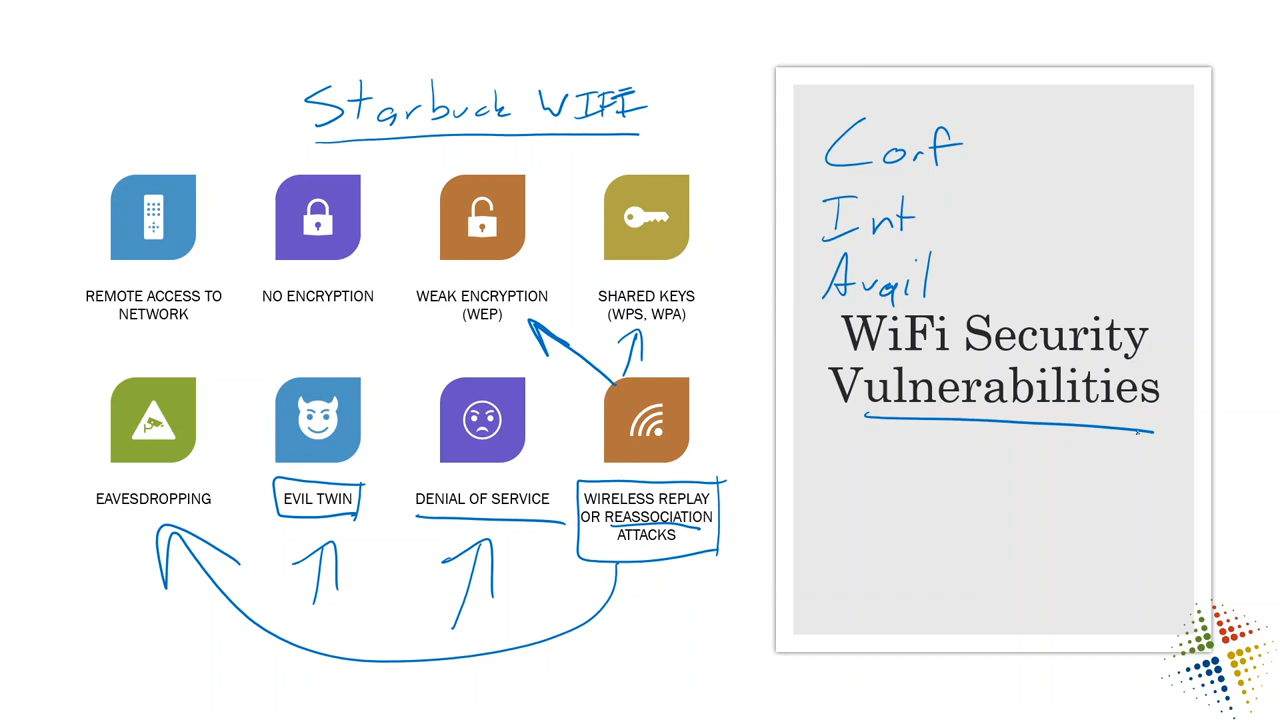 Starbuck WIFI
REMOTE ACCESS TO
NETWORK
NO ENCRYPTION
WEAK ENCRYPTION
(WEP)
SHARED KEYS
(WPS, WPA)
EAVESDROPPING
EVIL TWIN
DENIAL OF SERVICE
WIRELESS REPLAY
OR REASSOCIATION
ATTACKS
Conf
Int
Avail
WiFi Security
Vulnerabilities